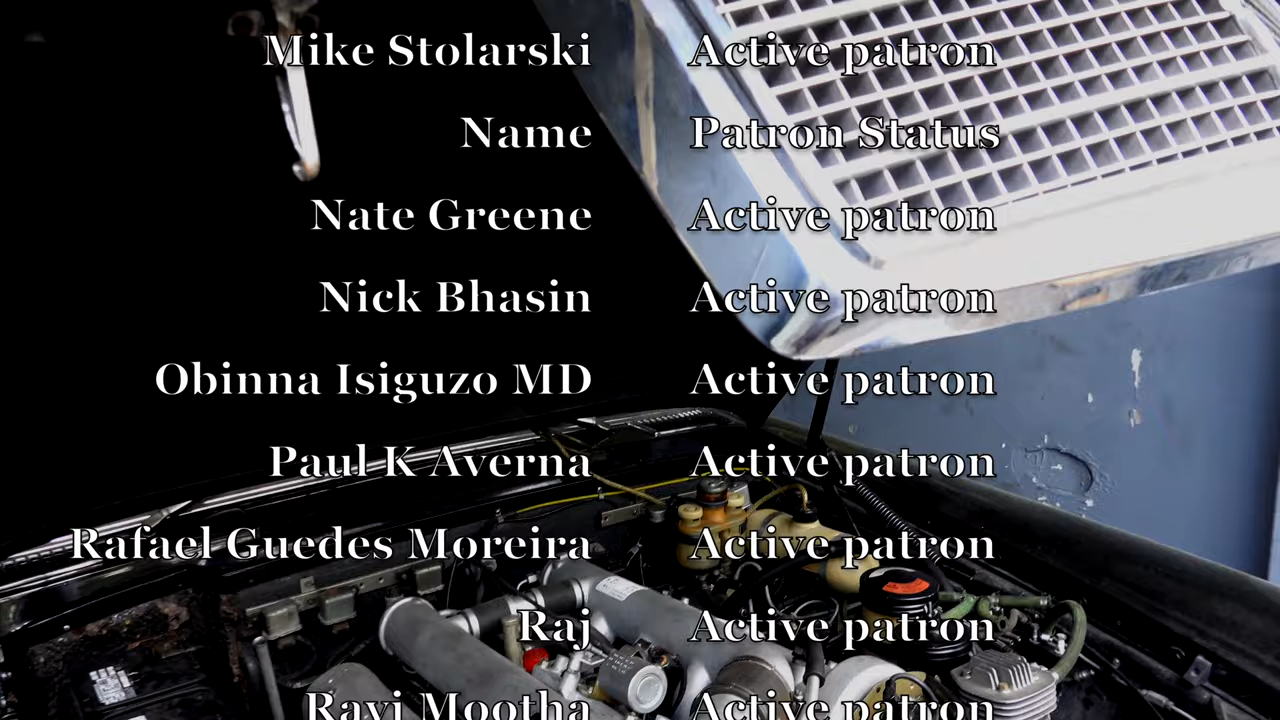 Mike Stolarski Active patron
Name Patron Status
Nate Greene Active patron
Nick Bhasin Active patron
Obinna Isiguzo MD Active patron
Paul K Averna Active patron
Rafael Guedes Moreira Active patron
Raj Active patron
Ravi Mootha Active patron